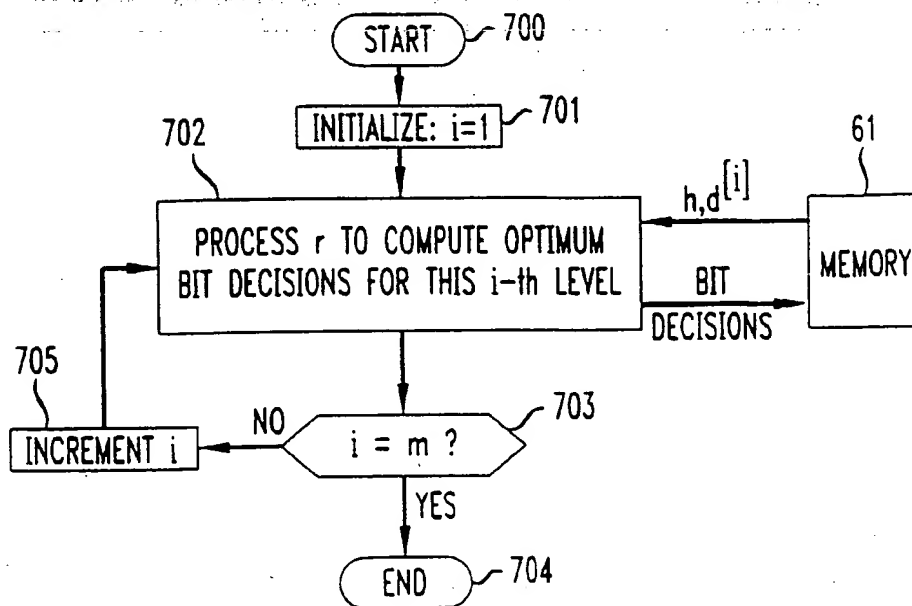 START
700
INITIALIZE: i=1
701
702
61
PROCESS r TO COMPUTE OPTIMUM
BIT DECISIONS FOR THIS i-th LEVEL
h,d[i]
MEMORY
BIT
DECISIONS
705
INCREMENT i
NO
i = m ?
703
YES
END
704